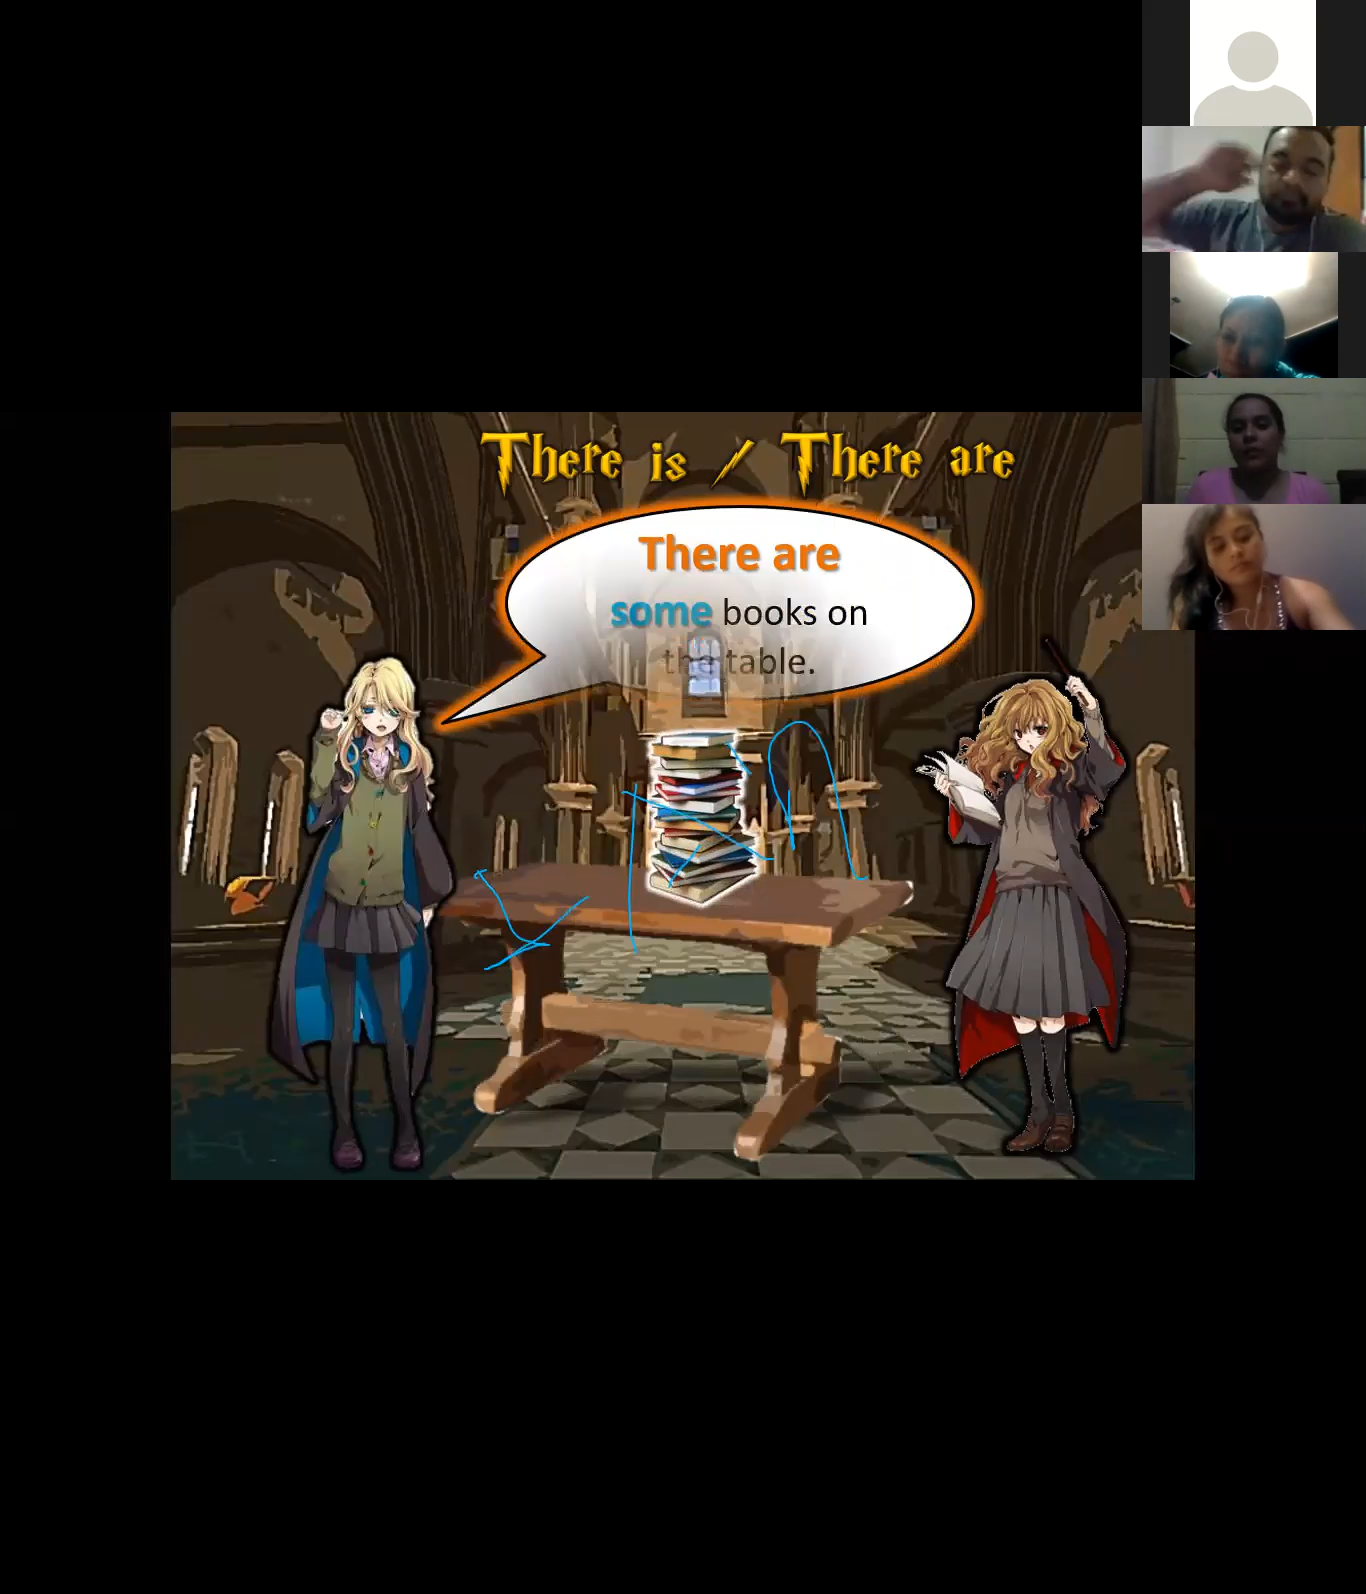 There is / There are
There are
some books on
the table.